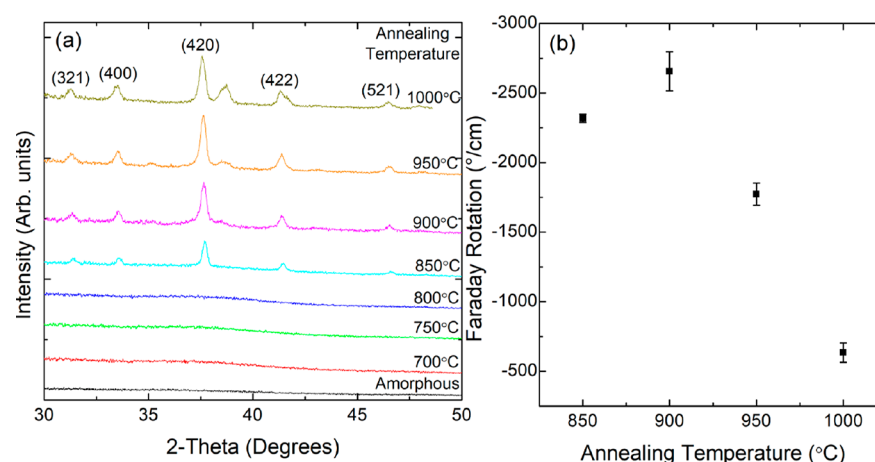 (a)
Annealing
Temperature
(321)
(400)
(420)
(422)
(521)
1000°C
950°C
900°C
850°C
800°C
750°C
700°C
Amorphous
30
35
40
45
50
2-Theta (Degrees)
Intensity (Arb. units)
(b)
-3000
-2500
-2000
-1500
-1000
-500
Faraday Rotation (°/cm)
850
900
950
1000
Annealing Temperature (°C)